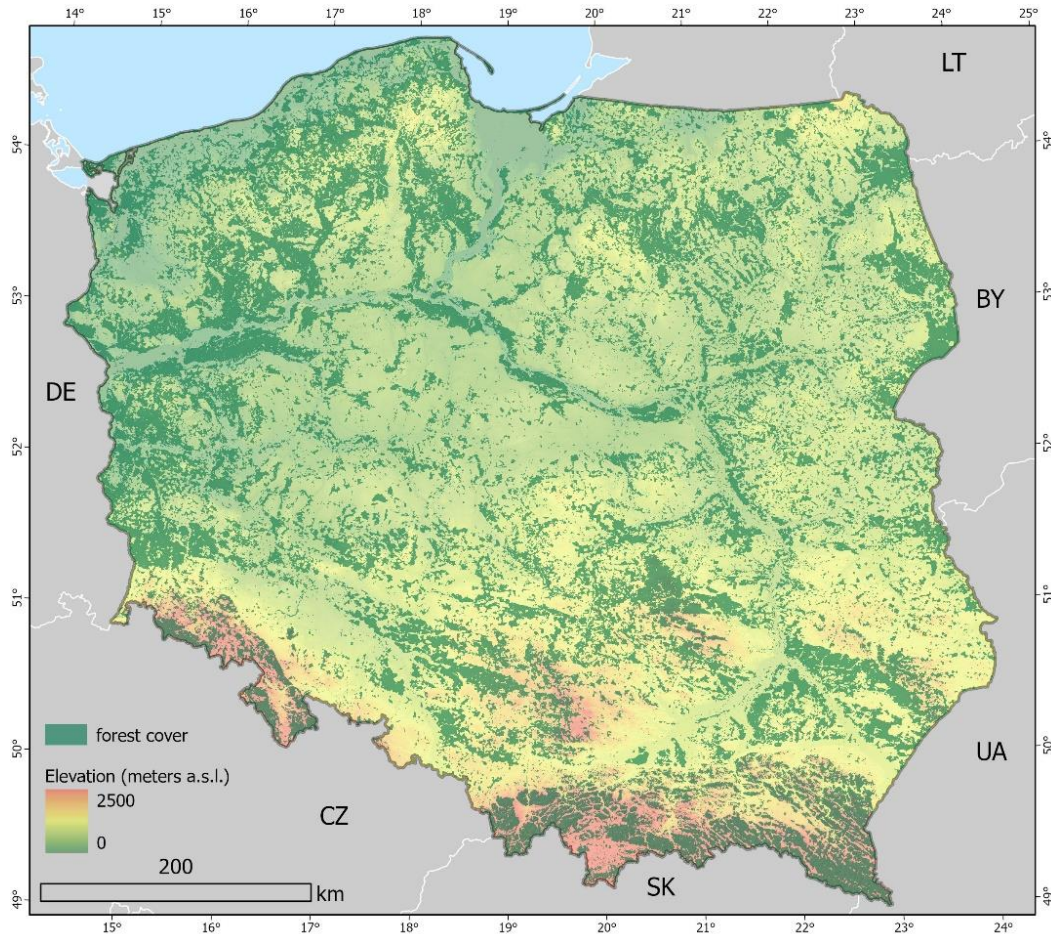 14° 15° 16° 17° 18° 19° 20° 21° 22° 23° 24° 25°
LT
54° 54°
53° 53°
BY
DE
52° 52°
51° 51°
forest cover
50° 50°
UA
Elevation (meters a.s.l.)
2500
CZ
0
200
km
SK
49° 49°
15° 16° 17° 18° 19° 20° 21° 22° 23° 24°